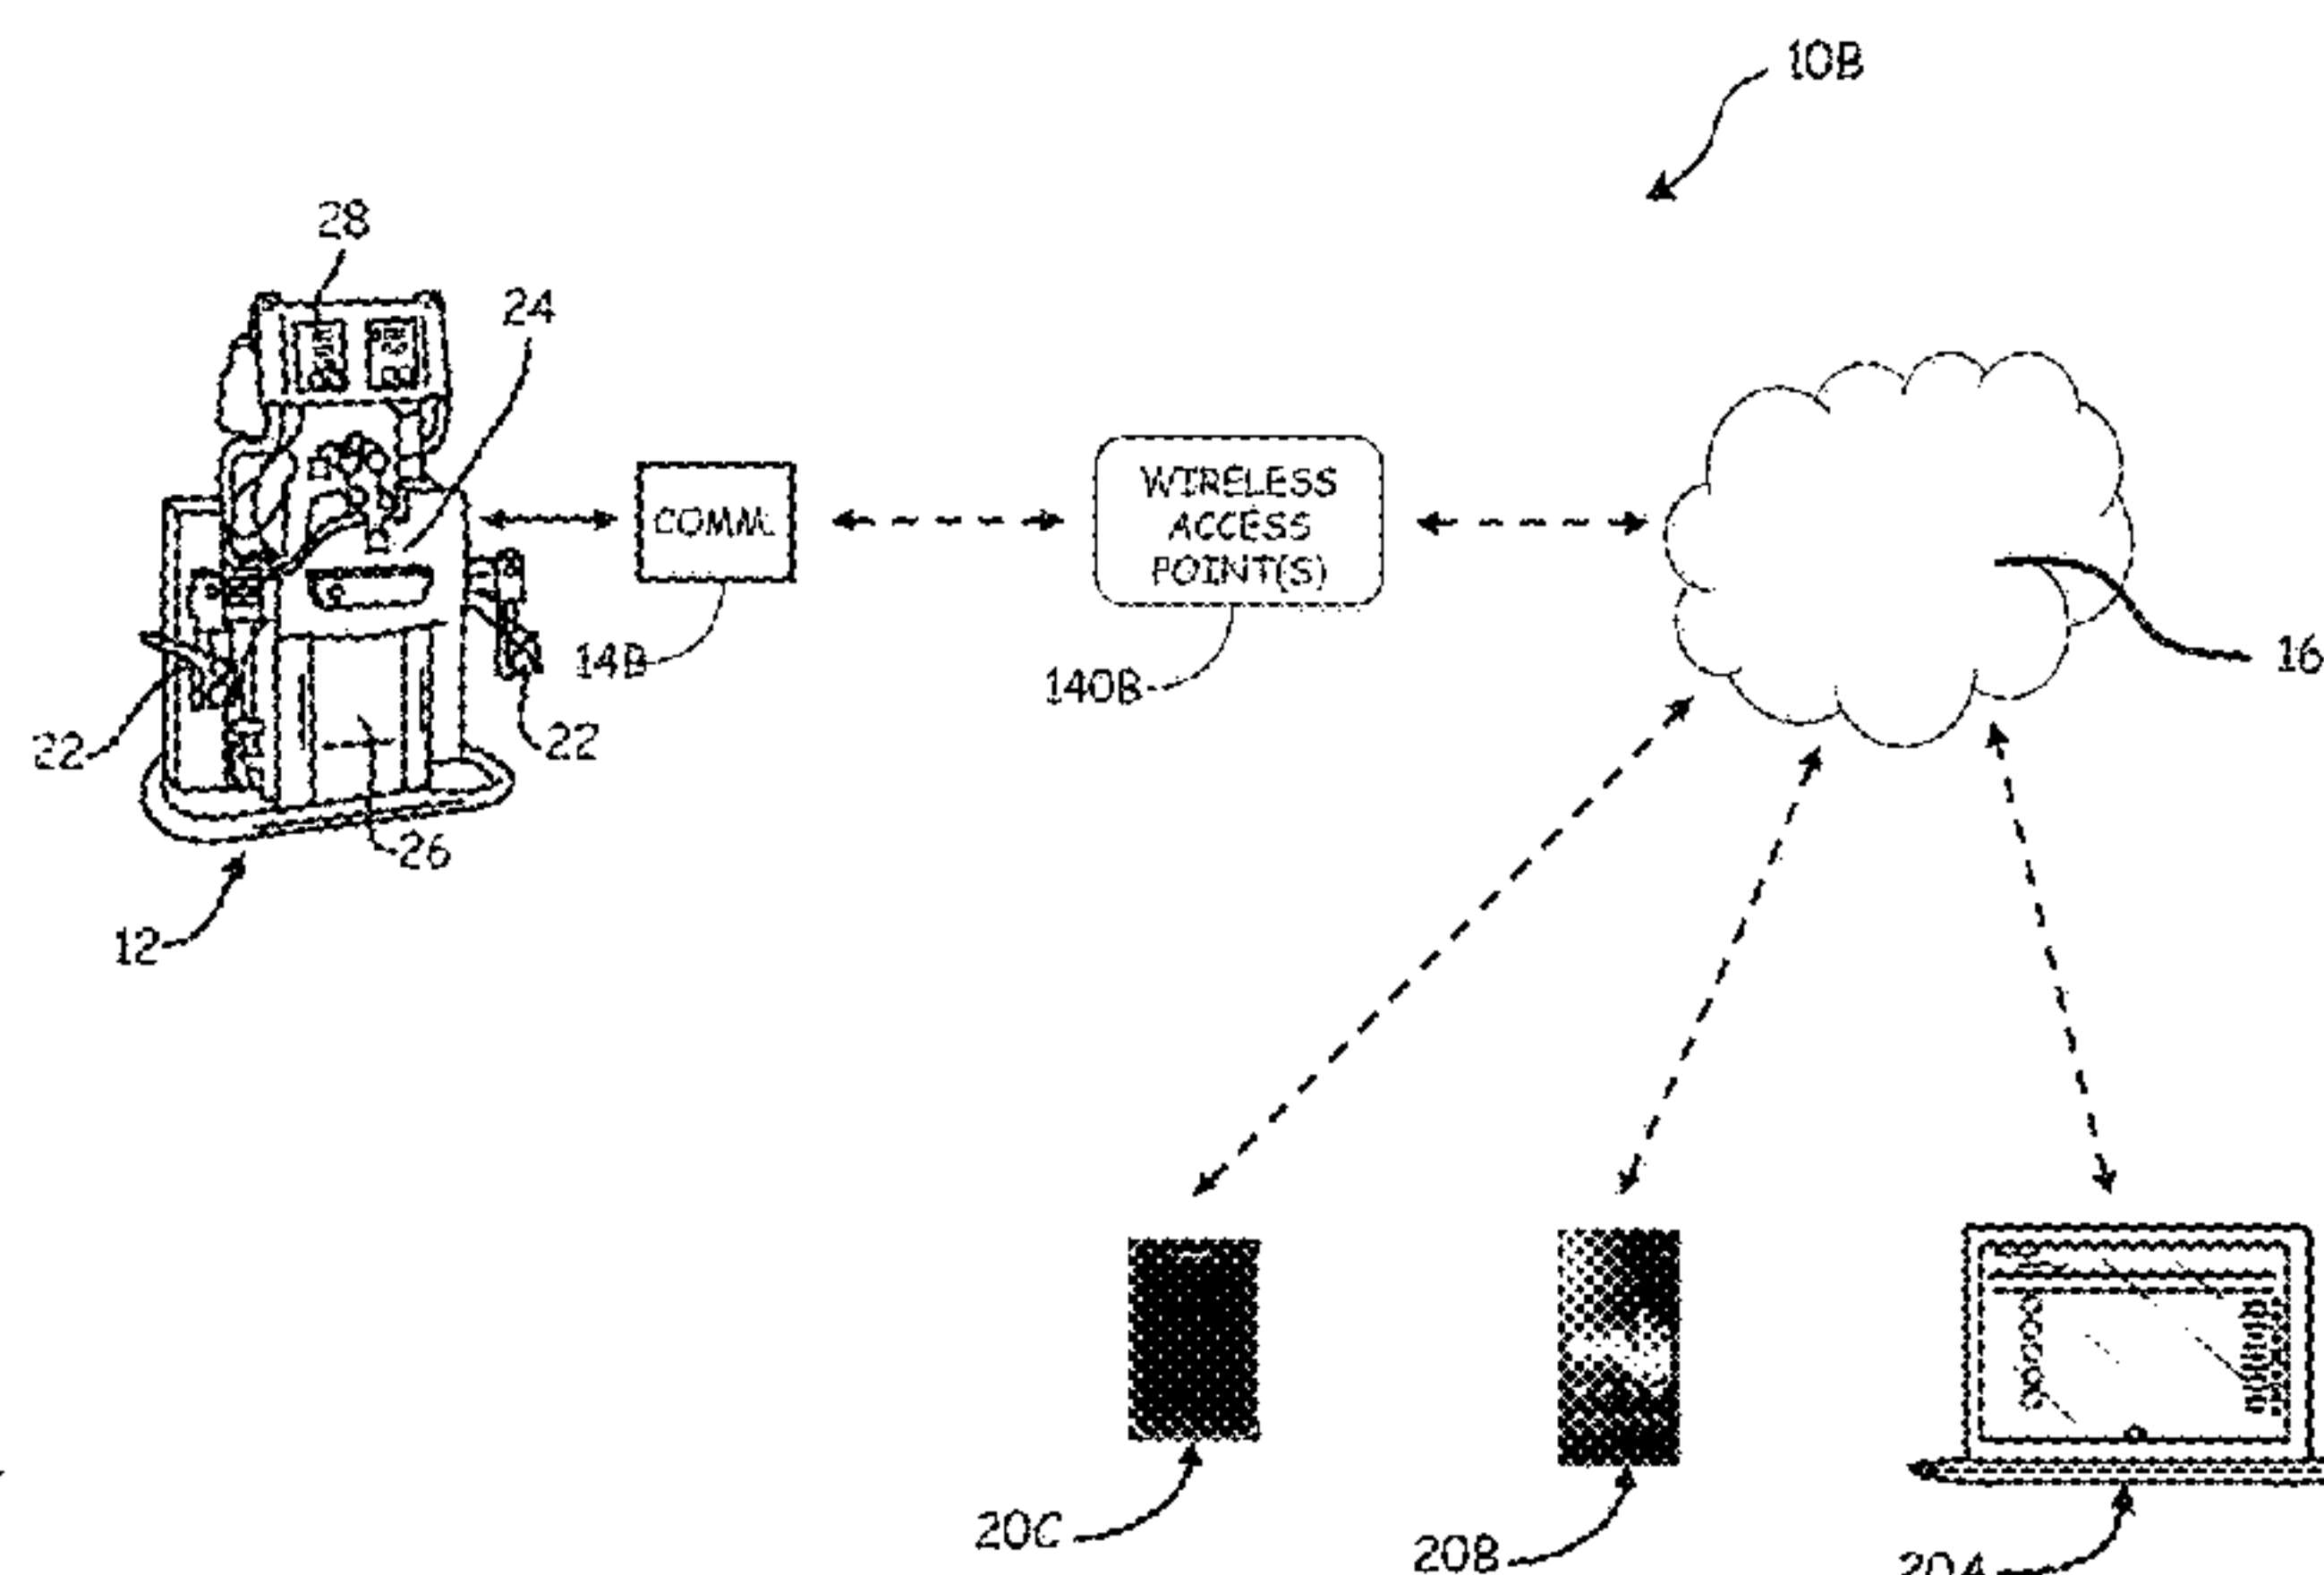 10B
28
24
COMM.
WIRELESS
ACCESS
POINT(S)
14B
140B
16
22
22
26
12
20C
20B
20A